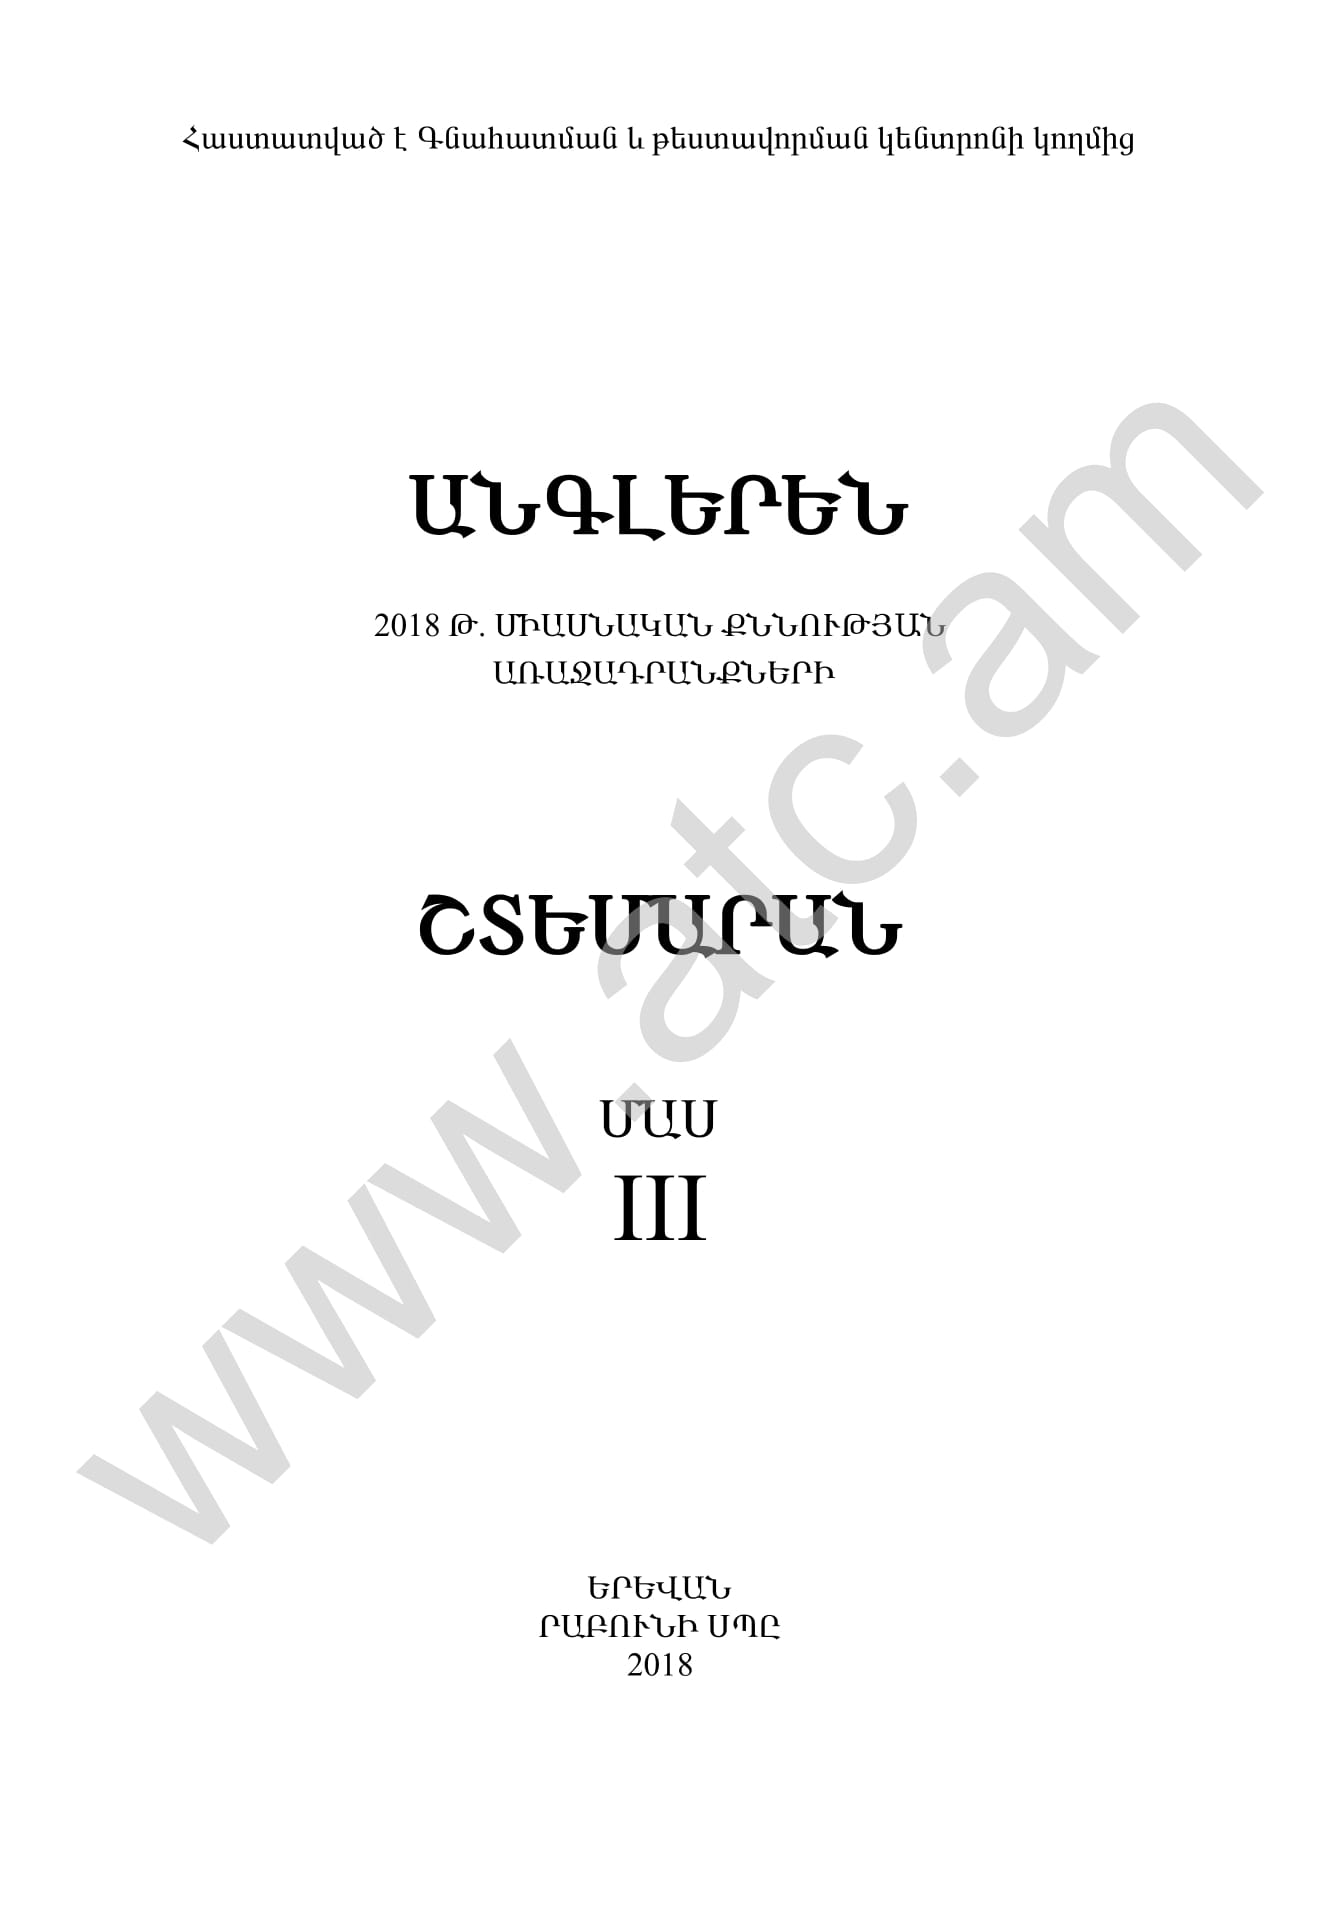 Հաստատված է Գնահատման և թեստավորման կենտրոնի կողմից
ԱՆԳԼԵՐԵՆ
2018 Թ. ՄԻԱՍՆԱԿԱՆ ՔՆՆՈՒԹՅԱՆ
ԱՌԱՋԱԴՐԱՆՔՆԵՐԻ
ՇՏԵՄԱՐԱՆ
ՄԱՍ
III
ԵՐԵՎԱՆ
ՐԱԲՈՒՆԻ ՍՊԸ
2018
www.atc.am